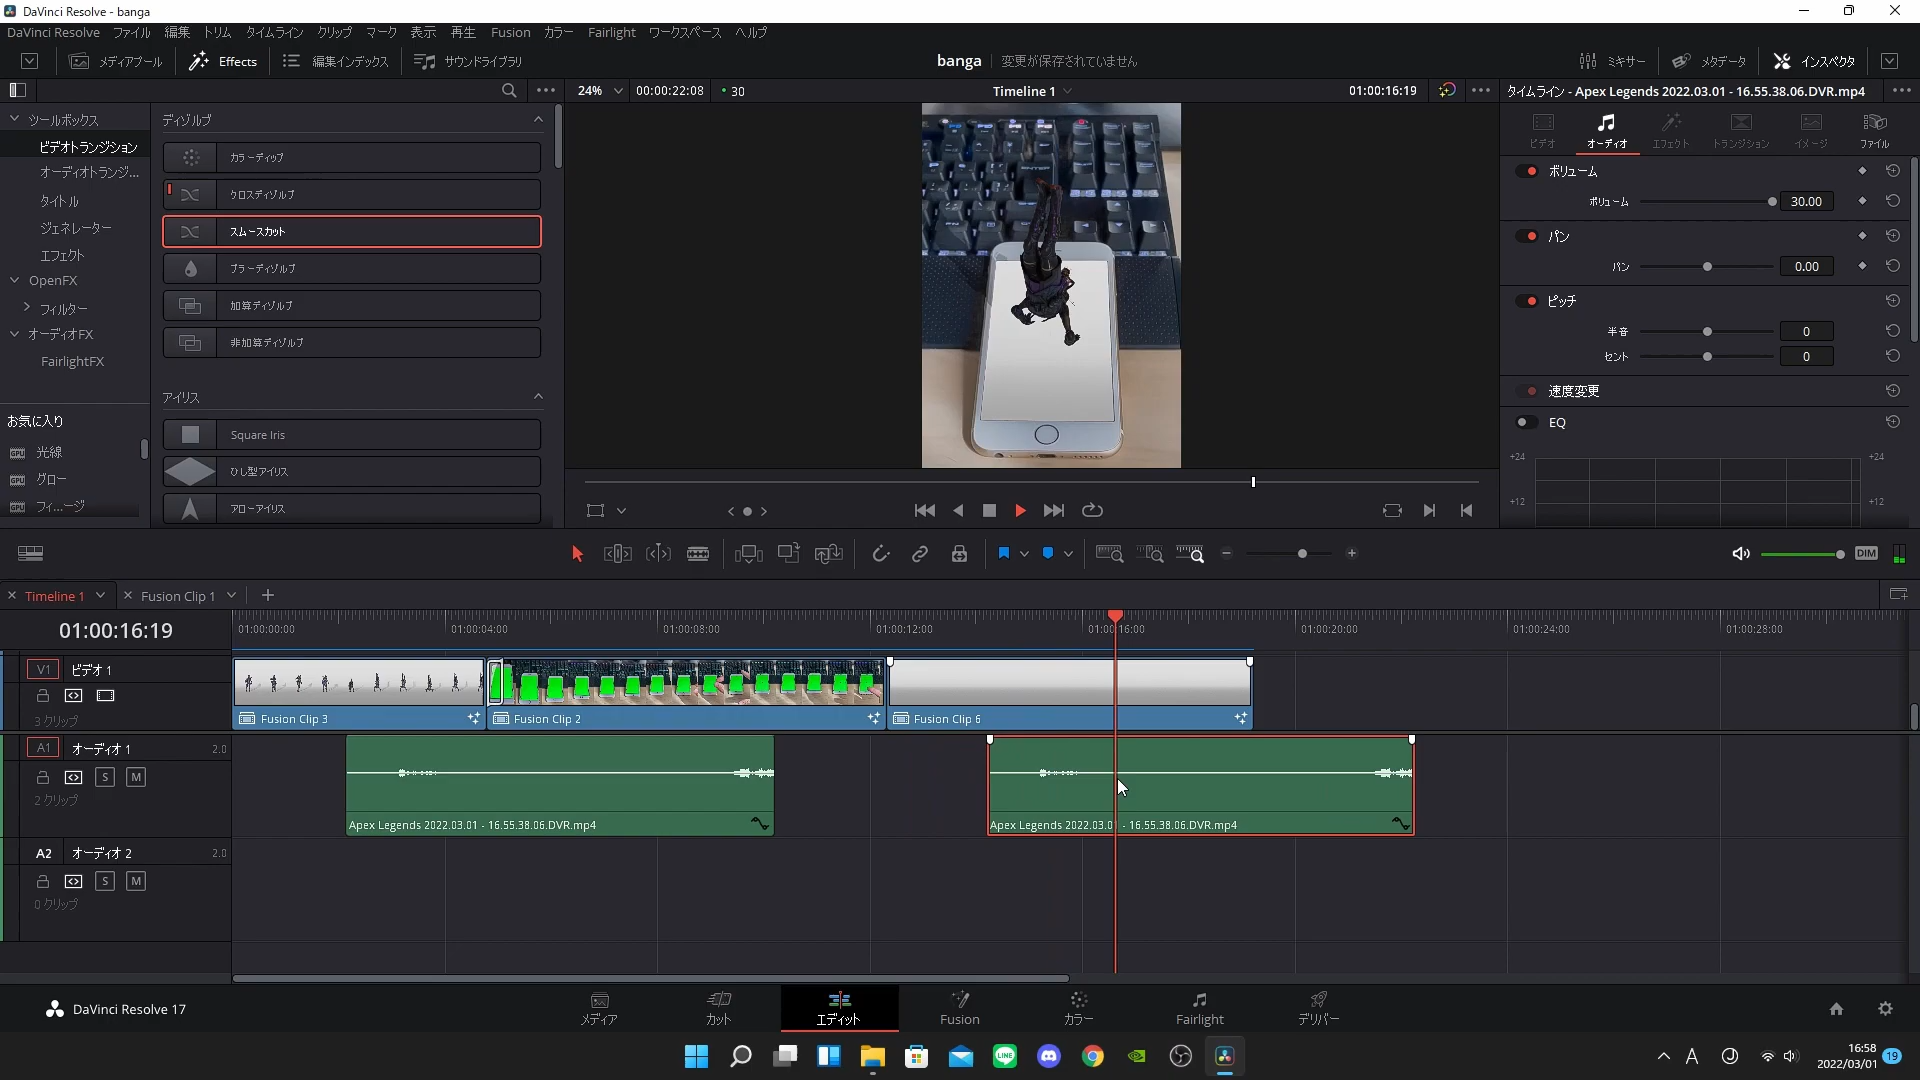 DaVinci Resolve - banga
DaVinci Resolve ファイル 編集 トリム タイムライン クリップ マーク 表示 再生 Fusion カラー Fairlight ワークスペース ヘルプ
メディアプール Effects 編集インデックス サウンドライブラリ banga 変更が保存されていません ミキサー メタデータ インスペクタ
24% 00:00:22:08 30 Timeline 1 01:00:16:19 タイムライン - Apex Legends 2022.03.01 - 16.55.38.06.DVR.mp4
ツールボックス
ビデオトランジション
オーディオトランジ...
タイトル
ジェネレーター
エフェクト
OpenFX
フィルター
オーディオFX
FairlightFX
お気に入り
光線
グロー
フィ...ージ
ディゾルブ
カラーディップ
クロスディゾルブ
スムースカット
ブラーディゾルブ
加算ディゾルブ
非加算ディゾルブ
アイリス
Square Iris
ひし型アイリス
アローアイリス
ビデオ オーディオ エフェクト トランジション イメージ ファイル
ボリューム
ボリューム 30.00
パン
パン 0.00
ピッチ
半音 0
セント 0
速度変更
EQ
+24 +24
+12 +12
DIM
Timeline 1 Fusion Clip 1
01:00:16:19 01:00:00:00 01:00:04:00 01:00:08:00 01:00:12:00 01:00:16:00 01:00:20:00 01:00:24:00 01:00:28:00
V1 ビデオ 1
3 クリップ
Fusion Clip 3 Fusion Clip 2 Fusion Clip 6
A1 オーディオ 1 2.0
S M
2 クリップ
Apex Legends 2022.03.01 - 16.55.38.06.DVR.mp4 Apex Legends 2022.03.01 - 16.55.38.06.DVR.mp4
A2 オーディオ 2 2.0
S M
0 クリップ
DaVinci Resolve 17
メディア カット エディット Fusion カラー Fairlight デリバー
LINE
A
16:58
2022/03/01 19